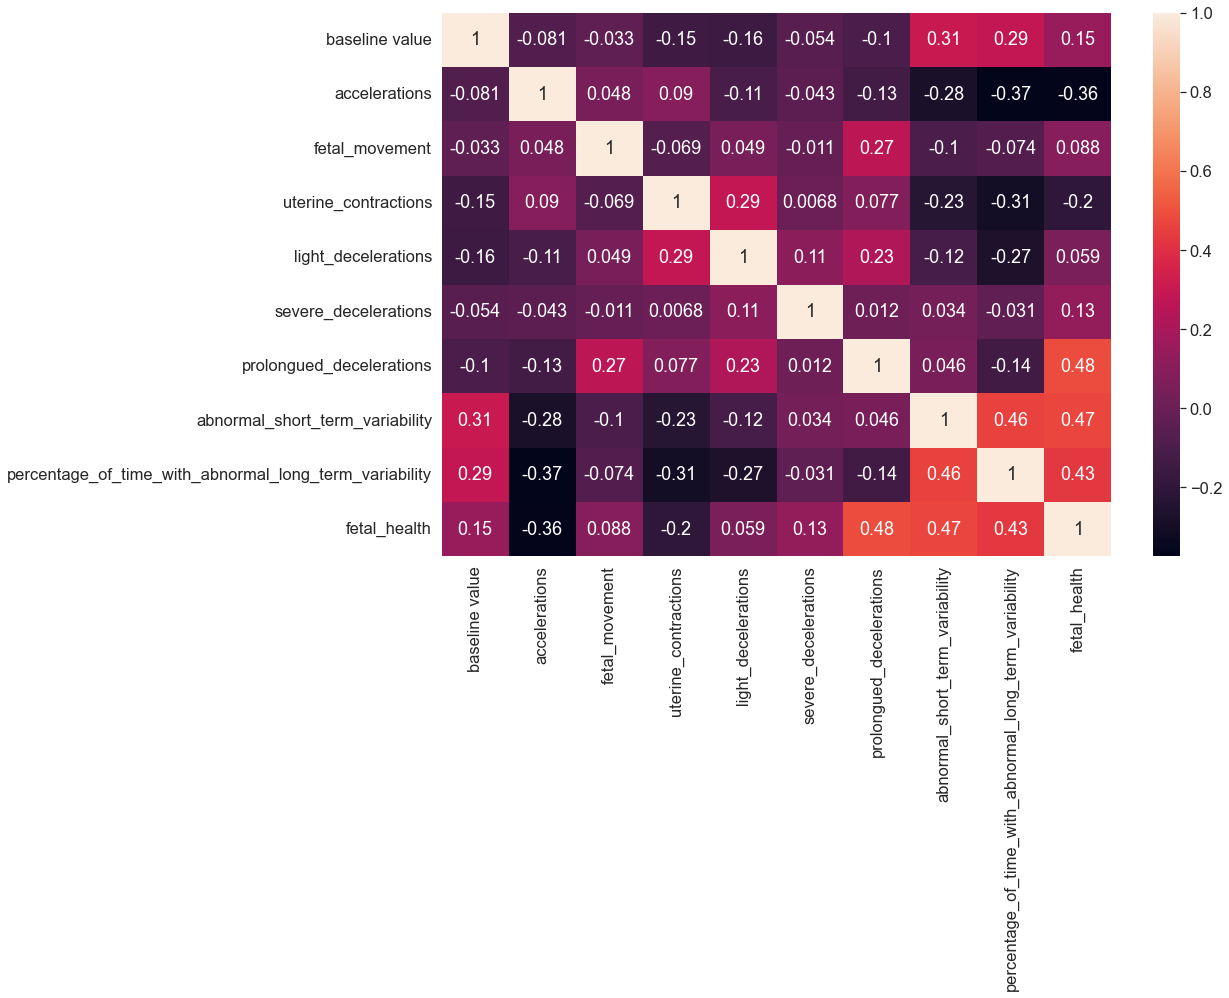 baseline value 1 -0.081 -0.033 -0.15 -0.16 -0.054 -0.1 0.31 0.29 0.15
accelerations -0.081 1 0.048 0.09 -0.11 -0.043 -0.13 -0.28 -0.37 -0.36
fetal_movement -0.033 0.048 1 -0.069 0.049 -0.011 0.27 -0.1 -0.074 0.088
uterine_contractions -0.15 0.09 -0.069 1 0.29 0.0068 0.077 -0.23 -0.31 -0.2
light_decelerations -0.16 -0.11 0.049 0.29 1 0.11 0.23 -0.12 -0.27 0.059
severe_decelerations -0.054 -0.043 -0.011 0.0068 0.11 1 0.012 0.034 -0.031 0.13
prolongued_decelerations -0.1 -0.13 0.27 0.077 0.23 0.012 1 0.046 -0.14 0.48
abnormal_short_term_variability 0.31 -0.28 -0.1 -0.23 -0.12 0.034 0.046 1 0.46 0.47
percentage_of_time_with_abnormal_long_term_variability 0.29 -0.37 -0.074 -0.31 -0.27 -0.031 -0.14 0.46 1 0.43
fetal_health 0.15 -0.36 0.088 -0.2 0.059 0.13 0.48 0.47 0.43 1
baseline value
accelerations
fetal_movement
uterine_contractions
light_decelerations
severe_decelerations
prolongued_decelerations
abnormal_short_term_variability
percentage_of_time_with_abnormal_long_term_variability
fetal_health
1.0
0.8
0.6
0.4
0.2
0.0
−0.2